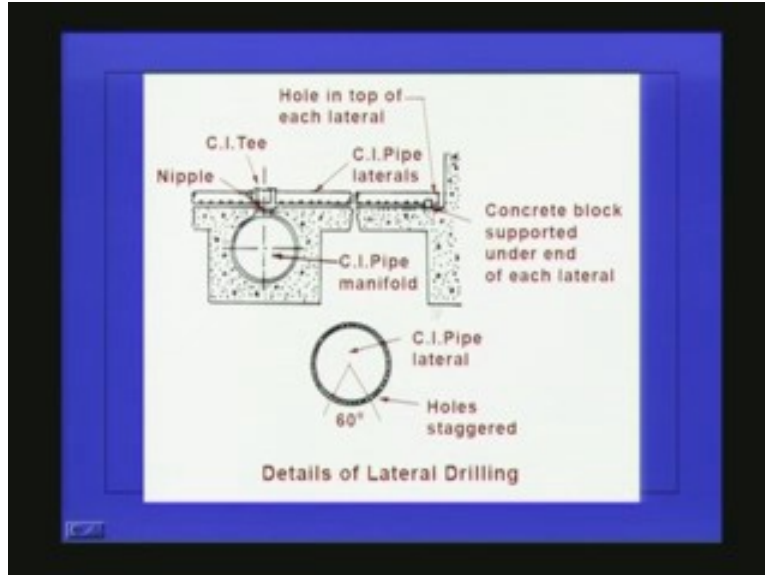 Hole in top of
each lateral
C.I.Tee
C.I.Pipe
laterals
Nipple
Concrete block
supported
under end
of each lateral
C.I.Pipe
manifold
C.I.Pipe
lateral
60°
Holes
staggered
Details of Lateral Drilling